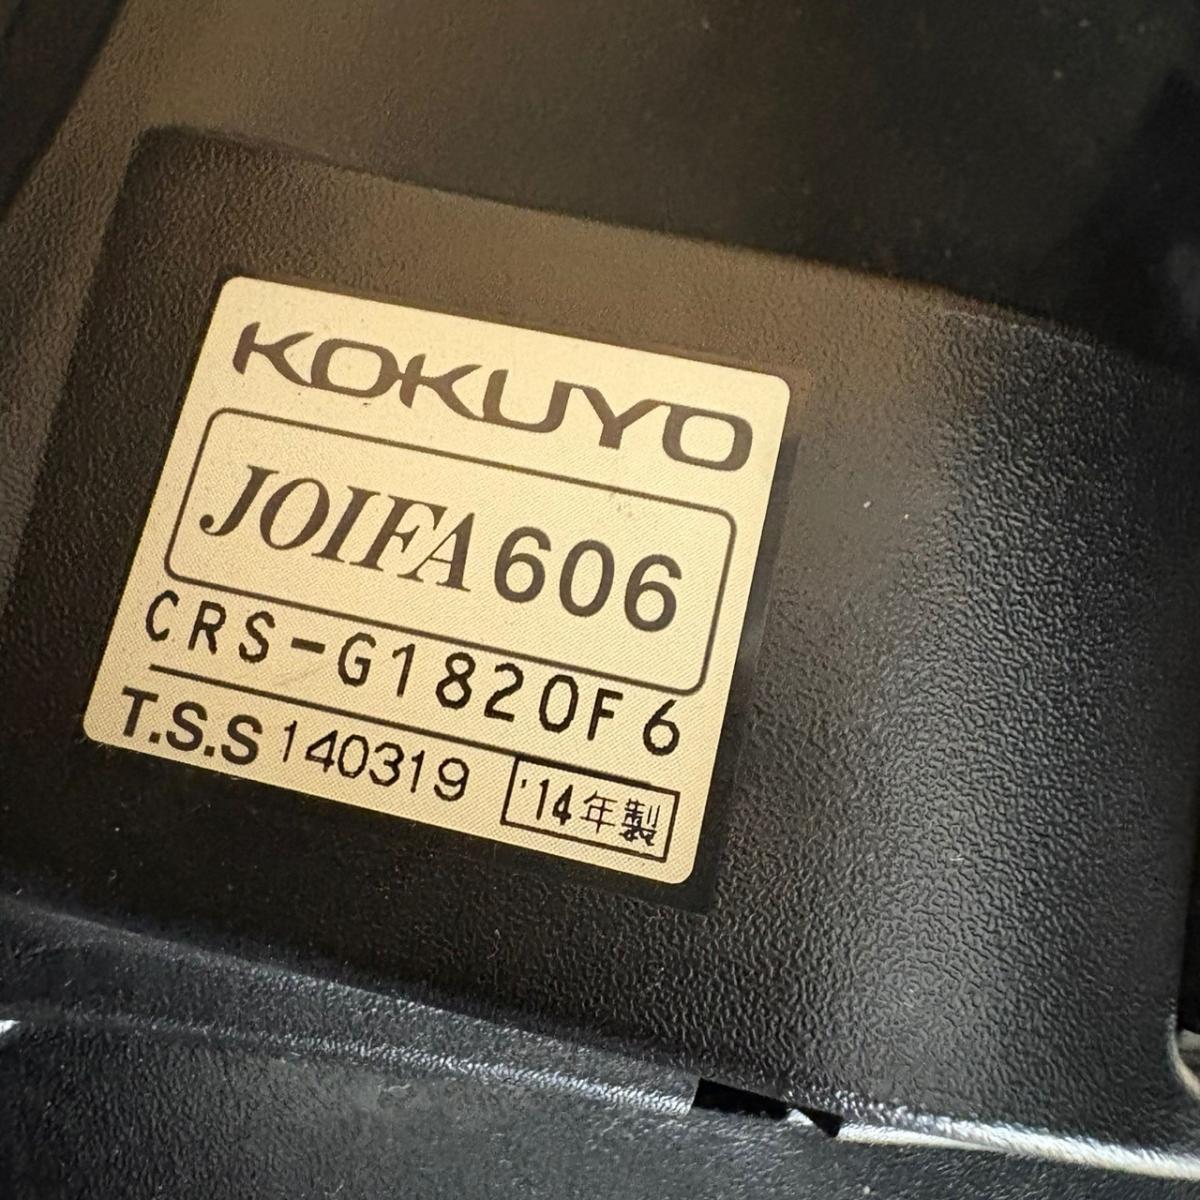 KOKUYO
JOIFA 606
CRS-G1820F6
T.S.S 140319 '14年製